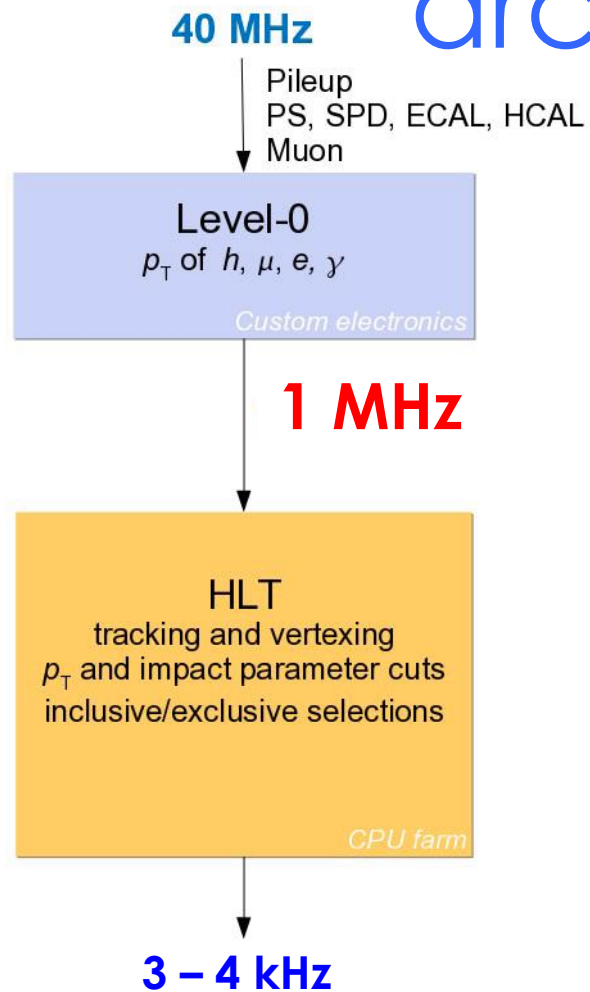 40 MHz
Pileup
PS, SPD, ECAL, HCAL
Muon
Level-0
pT of h, μ, e, γ
Custom electronics
1 MHz
HLT
tracking and vertexing
pT and impact parameter cuts
inclusive/exclusive selections
CPU farm
3 – 4 kHz